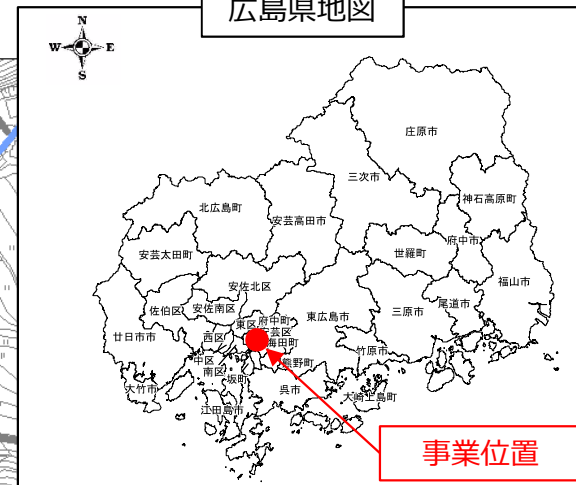 広島県地図
N
W E
S
庄原市
三次市
神石高原町
北広島町
安芸高田市
府中市
世羅町
安芸太田町
福山市
安佐北区
尾道市
佐伯区
安佐南区
東広島市
三原市
東区
府中町
安芸区
廿日市市
西区
海田町
竹原市
中区
熊野町
南区
坂町
大竹市
呉市
大崎上島町
江田島市
事業位置